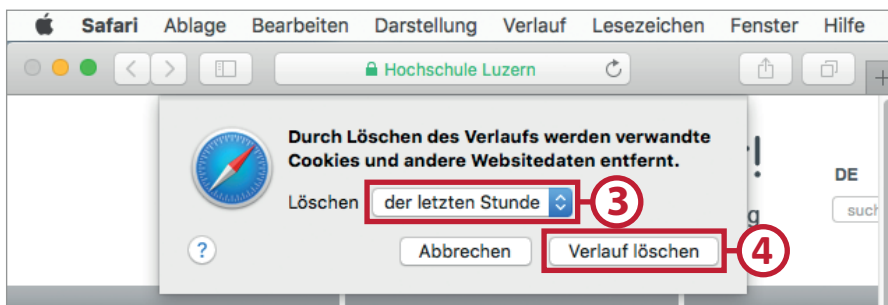 Safari Ablage Bearbeiten Darstellung Verlauf Lesezeichen Fenster Hilfe
Hochschule Luzern
Durch Löschen des Verlaufs werden verwandte
Cookies und andere Websitedaten entfernt.
DE
Löschen der letzten Stunde 3
such
g
? Abbrechen Verlauf löschen 4